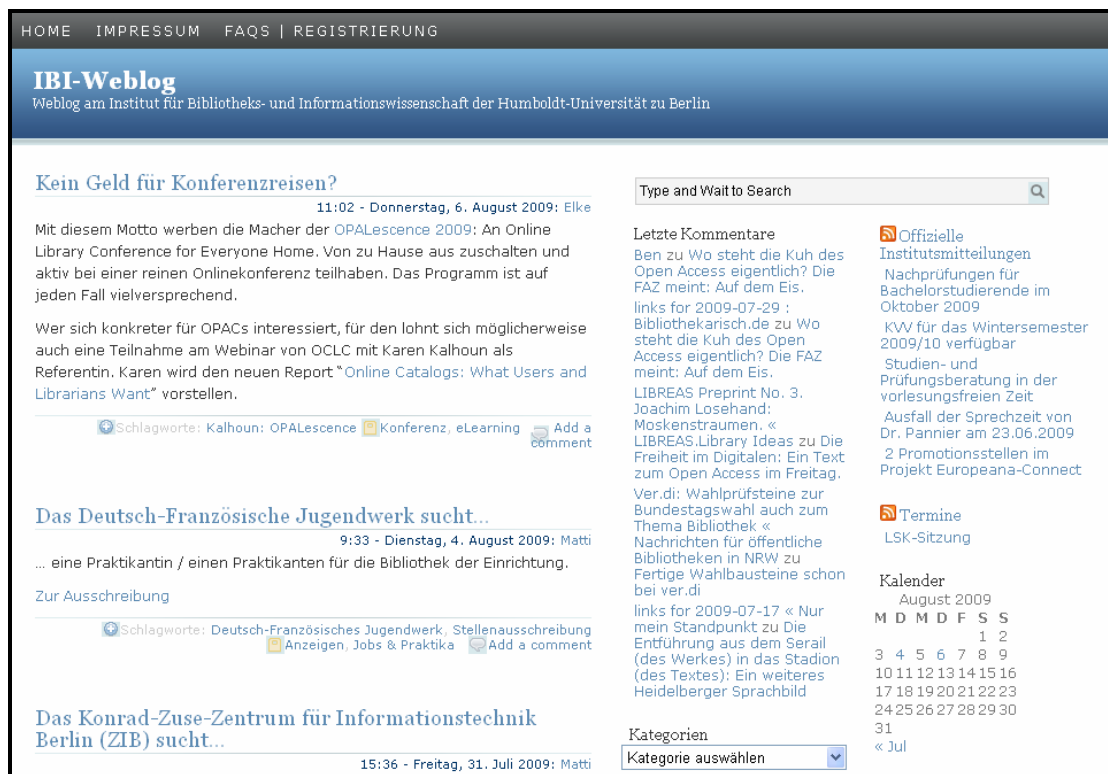 HOME IMPRESSUM FAQS | REGISTRIERUNG
IBI-Weblog
Weblog am Institut für Bibliotheks- und Informationswissenschaft der Humboldt-Universität zu Berlin
Kein Geld für Konferenzreisen?
11:02 - Donnerstag, 6. August 2009: Elke
Mit diesem Motto werben die Macher der OPALescence 2009: An Online
Library Conference for Everyone Home. Von zu Hause aus zuschalten und
aktiv bei einer reinen Onlinekonferenz teilhaben. Das Programm ist auf
jeden Fall vielversprechend.
Wer sich konkreter für OPACs interessiert, für den lohnt sich möglicherweise
auch eine Teilnahme am Webinar von OCLC mit Karen Kalhoun als
Referentin. Karen wird den neuen Report “Online Catalogs: What Users and
Librarians Want” vorstellen.
Schlagworte: Kalhoun: OPALescence Konferenz, eLearning Add a
comment
Das Deutsch-Französische Jugendwerk sucht...
9:33 - Dienstag, 4. August 2009: Matti
... eine Praktikantin / einen Praktikanten für die Bibliothek der Einrichtung.
Zur Ausschreibung
Schlagworte: Deutsch-Französisches Jugendwerk, Stellenausschreibung
Anzeigen, Jobs & Praktika Add a comment
Das Konrad-Zuse-Zentrum für Informationstechnik
Berlin (ZIB) sucht...
15:36 - Freitag, 31. Juli 2009: Matti
Type and Wait to Search
Letzte Kommentare
Ben zu Wo steht die Kuh des
Open Access eigentlich? Die
FAZ meint: Auf dem Eis.
links for 2009-07-29 :
Bibliothekarisch.de zu Wo
steht die Kuh des Open
Access eigentlich? Die FAZ
meint: Auf dem Eis.
LIBREAS Preprint No. 3.
Joachim Losehand:
Moskenstraumen. «
LIBREAS.Library Ideas zu Die
Freiheit im Digitalen: Ein Text
zum Open Access im Freitag.
Ver.di: Wahlprüfsteine zur
Bundestagswahl auch zum
Thema Bibliothek «
Nachrichten für öffentliche
Bibliotheken in NRW zu
Fertige Wahlbausteine schon
bei ver.di
links for 2009-07-17 « Nur
mein Standpunkt zu Die
Entführung aus dem Serail
(des Werkes) in das Stadion
(des Textes): Ein weiteres
Heidelberger Sprachbild
Kategorien
Kategorie auswählen
Offizielle
Institutsmitteilungen
Nachprüfungen für
Bachelorstudierende im
Oktober 2009
KVV für das Wintersemester
2009/10 verfügbar
Studien- und
Prüfungsberatung in der
vorlesungsfreien Zeit
Ausfall der Sprechzeit von
Dr. Pannier am 23.06.2009
2 Promotionsstellen im
Projekt Europeana-Connect
Termine
LSK-Sitzung
Kalender
August 2009
M D M D F S S
1 2
3 4 5 6 7 8 9
10 11 12 13 14 15 16
17 18 19 20 21 22 23
24 25 26 27 28 29 30
31
« Jul